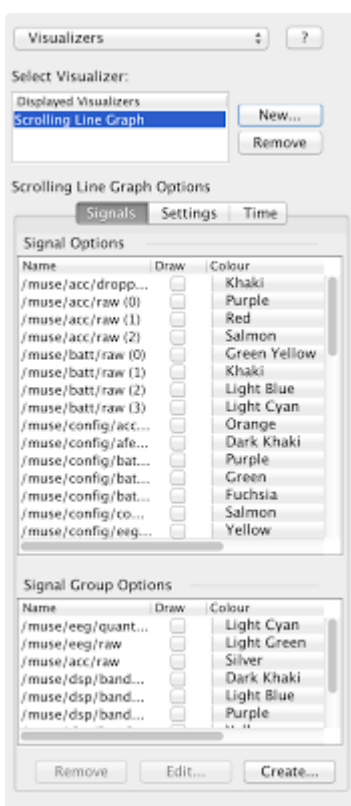 Visualizers
?
Select Visualizer:
Displayed Visualizers
Scrolling Line Graph
New...
Remove
Scrolling Line Graph Options
Signals Settings Time
Signal Options
Name Draw Colour
/muse/acc/dropp... Khaki
/muse/acc/raw (0) Purple
/muse/acc/raw (1) Red
/muse/acc/raw (2) Salmon
/muse/batt/raw (0) Green Yellow
/muse/batt/raw (1) Khaki
/muse/batt/raw (2) Light Blue
/muse/batt/raw (3) Light Cyan
/muse/config/acc... Orange
/muse/config/afe... Dark Khaki
/muse/config/bat... Purple
/muse/config/bat... Green
/muse/config/bat... Fuchsia
/muse/config/co... Salmon
/muse/config/eeg... Yellow
Signal Group Options
Name Draw Colour
/muse/eeg/quant... Light Cyan
/muse/eeg/raw Light Green
/muse/acc/raw Silver
/muse/dsp/band... Dark Khaki
/muse/dsp/band... Light Blue
/muse/dsp/band... Purple
Remove Edit... Create...